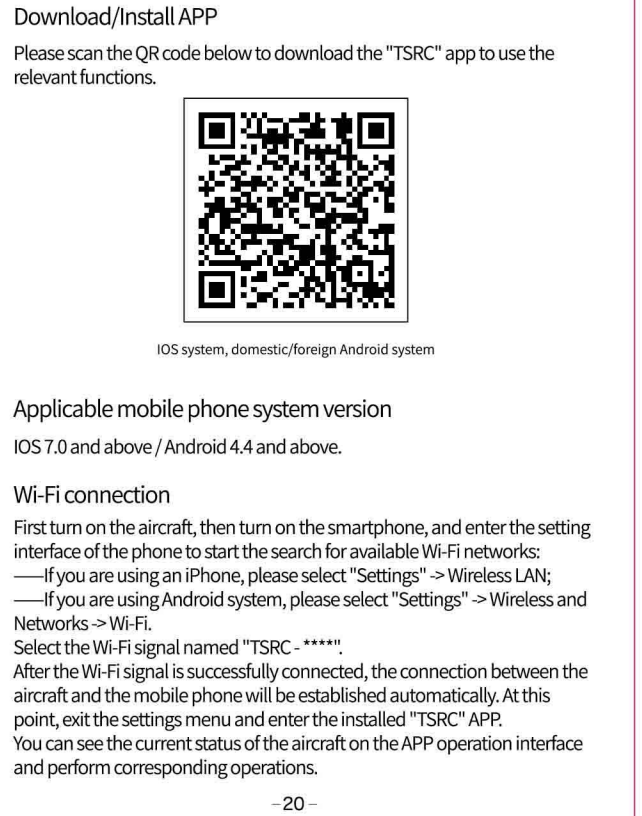 Download/Install APP
Please scan the QR code below to download the "TSRC" app to use the
relevant functions.
IOS system, domestic/foreign Android system
Applicable mobile phone system version
IOS 7.0 and above / Android 4.4 and above.
Wi-Fi connection
First turn on the aircraft, then turn on the smartphone, and enter the setting
interface of the phone to start the search for available Wi-Fi networks:
——If you are using an iPhone, please select "Settings" -> Wireless LAN;
——If you are using Android system, please select "Settings" -> Wireless and
Networks -> Wi-Fi.
Select the Wi-Fi signal named "TSRC - ****".
After the Wi-Fi signal is successfully connected, the connection between the
aircraft and the mobile phone will be established automatically. At this
point, exit the settings menu and enter the installed "TSRC" APP.
You can see the current status of the aircraft on the APP operation interface
and perform corresponding operations.
–20–